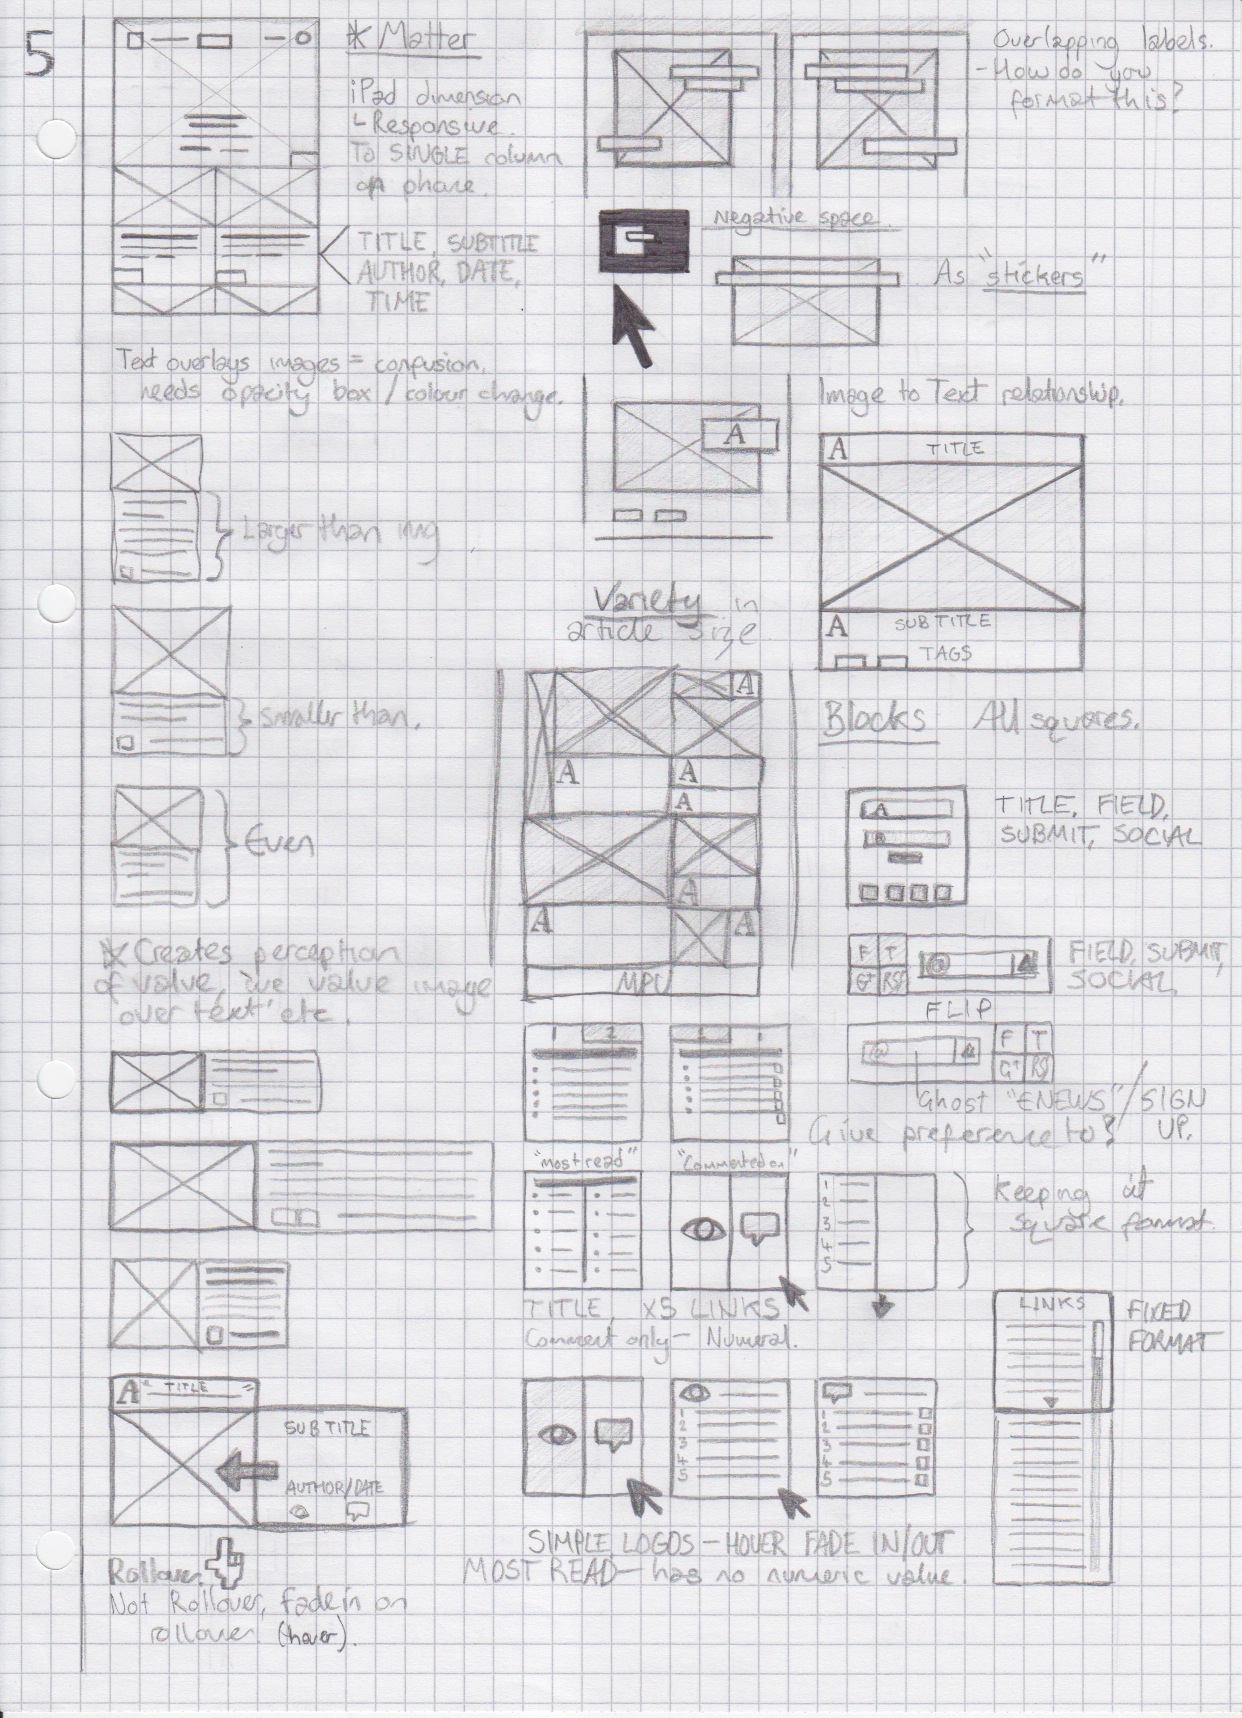 5
* Matter
iPad dimension
Responsive.
To SINGLE column
on phone.
TITLE, SUBTITLE
AUTHOR, DATE,
TIME
Text overlays images = confusion,
needs opacity box / colour change.
Larger than img
Smaller than.
Even
* Creates perception
of value, 'we value image
over text' etc.
A
TITLE
SUBTITLE
AUTHOR/DATE
Rollover.
Not Rollover, fade in on
rollover. (hover).
Overlapping labels.
- How do you
format this?
Negative space.
As "stickers"
A
Image to Text relationship.
A TITLE
A SUBTITLE
TAGS
Variety in
article size
A
A
A
A
A
A
A
MPU
Blocks All squares.
A
TITLE, FIELD,
SUBMIT, SOCIAL
F T
G+ RSS
@
FIELD, SUBMIT,
SOCIAL
FLIP
@
F T
G+ RSS
Ghost "ENEWS" / SIGN
UP.
Give preference to?
1 2
"most read" "Commented on"
1
2
3
4
5
Keeping at
square format.
TITLE, x5 LINKS
Comment only - Numeral.
1
2
3
4
5
1
2
3
4
5
LINKS
FIXED
FORMAT
SIMPLE LOGOS - HOVER FADE IN/OUT
MOST READ - has no numeric value.